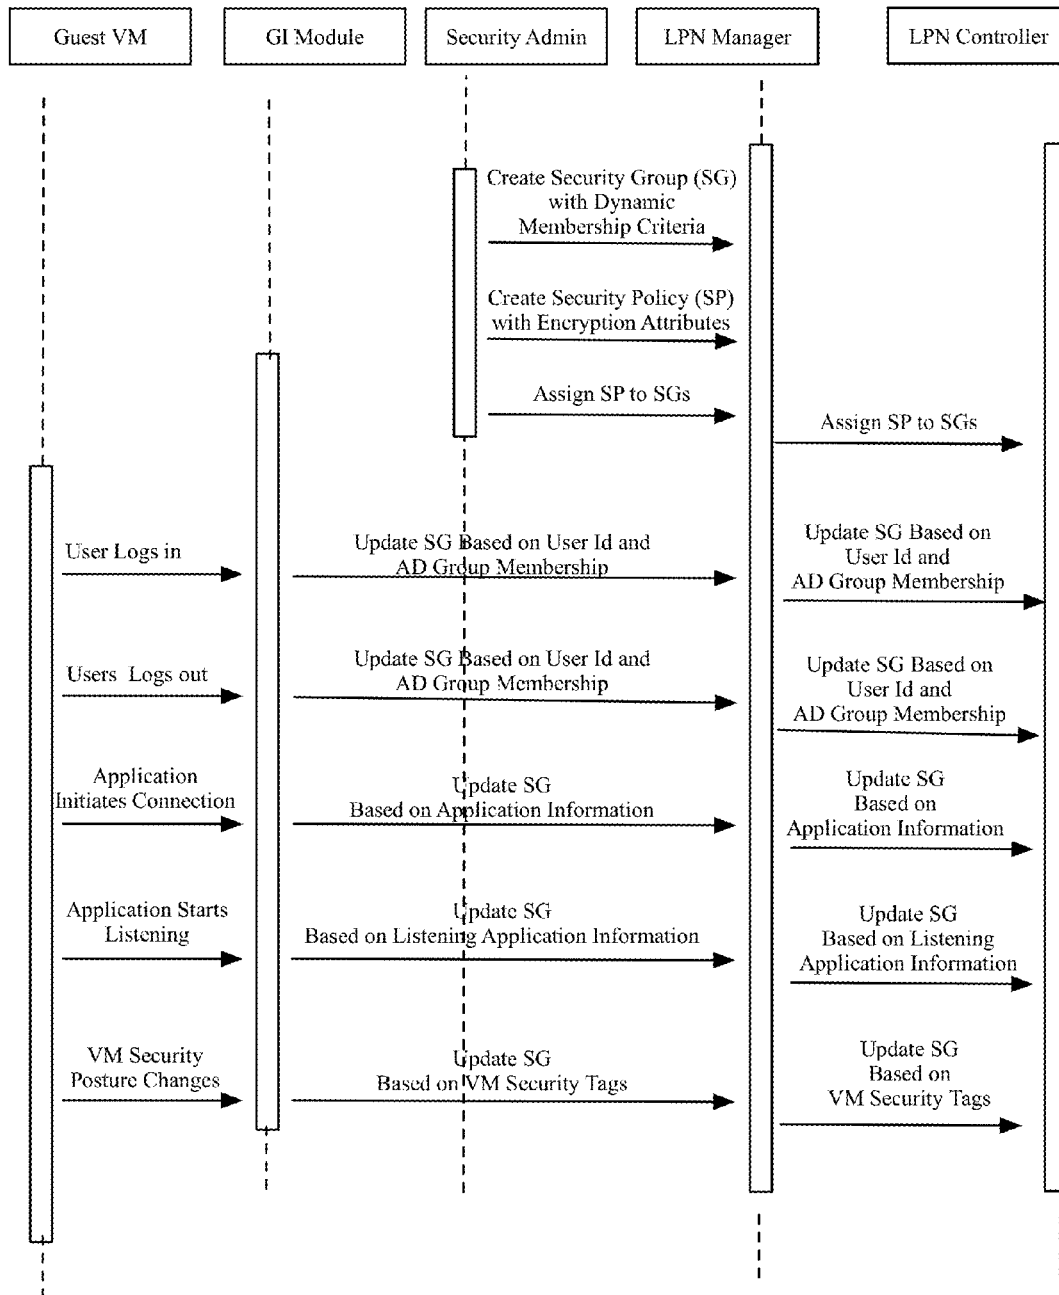 Guest VM
GI Module
Security Admin
LPN Manager
LPN Controller
Create Security Group (SG)
with Dynamic
Membership Criteria
Create Security Policy (SP)
with Encryption Attributes
Assign SP to SGs
Assign SP to SGs
User Logs in
Update SG Based on User Id and
AD Group Membership
Update SG Based on
User Id and
AD Group Membership
Users Logs out
Update SG Based on User Id and
AD Group Membership
Update SG Based on
User Id and
AD Group Membership
Application
Initiates Connection
Update SG
Based on Application Information
Update SG
Based on
Application Information
Application Starts
Listening
Update SG
Based on Listening Application Information
Update SG
Based on Listening
Application Information
VM Security
Posture Changes
Update SG
Based on VM Security Tags
Update SG
Based on
VM Security Tags